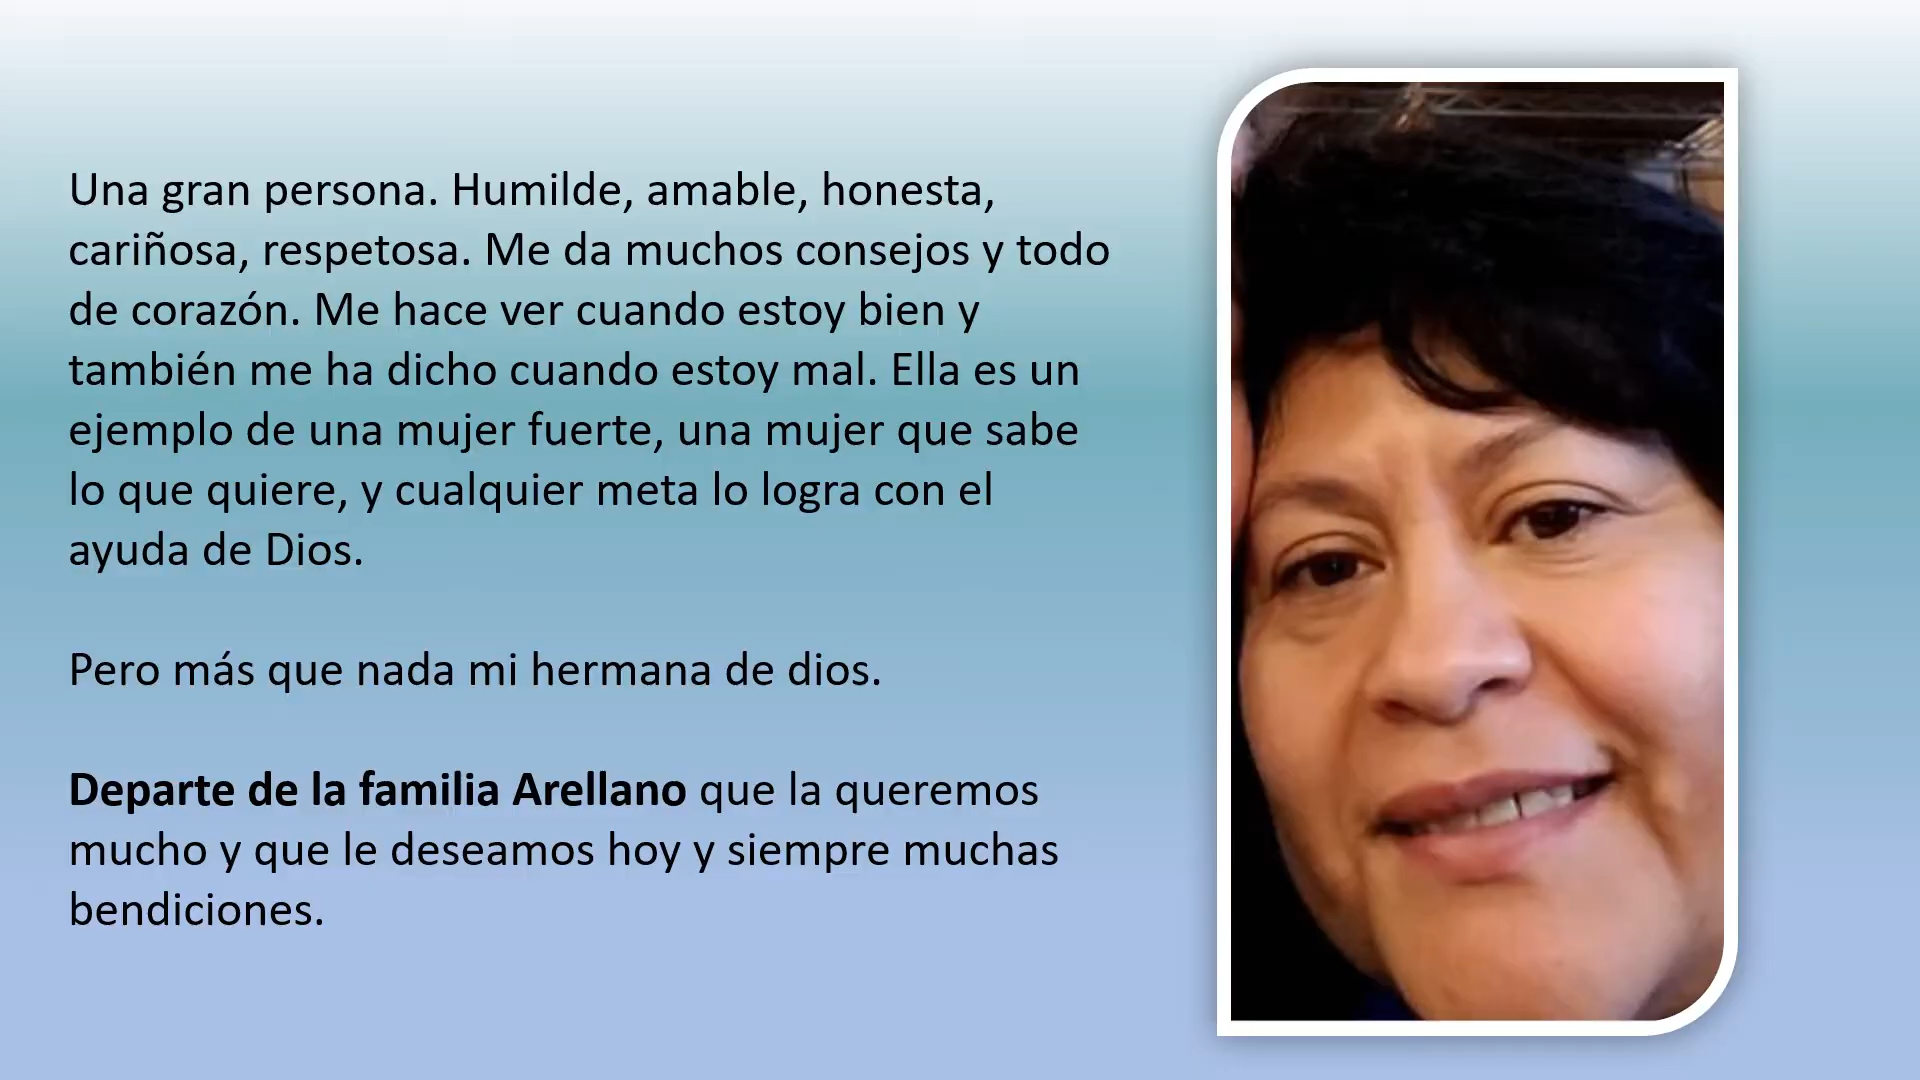 Una gran persona. Humilde, amable, honesta,
cariñosa, respetosa. Me da muchos consejos y todo
de corazón. Me hace ver cuando estoy bien y
también me ha dicho cuando estoy mal. Ella es un
ejemplo de una mujer fuerte, una mujer que sabe
lo que quiere, y cualquier meta lo logra con el
ayuda de Dios.
Pero más que nada mi hermana de dios.
Departe de la familia Arellano que la queremos
mucho y que le deseamos hoy y siempre muchas
bendiciones.